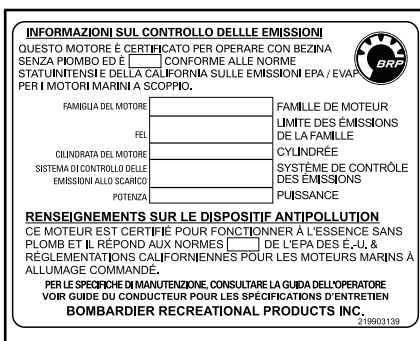 INFORMAZIONI SUL CONTROLLO DELLLE EMISSIONI
QUESTO MOTORE È CERTIFICATO PER OPERARE CON BEZINA
SENZA PIOMBO ED È CONFORME ALLE NORME
STATUINITENSI E DELLA CALIFORNIA SULLE EMISSIONI EPA / EVAP
PER I MOTORI MARINI A SCOPPIO.
BRP
FAMIGLIA DEL MOTORE FAMILLE DE MOTEUR
LIMITE DES ÉMISSIONS
FEL DE LA FAMILLE
CILINDRATA DEL MOTORE CYLINDRÉE
SISTEMA DI CONTROLLO DELLE SYSTÈME DE CONTRÔLE
EMISSIONI ALLO SCARICO DES ÉMISSIONS
POTENZA PUISSANCE
RENSEIGNEMENTS SUR LE DISPOSITIF ANTIPOLLUTION
CE MOTEUR EST CERTIFIÉ POUR FONCTIONNER À L'ESSENCE SANS
PLOMB ET IL RÉPOND AUX NORMES DE L'EPA DES É.-U. &
RÉGLEMENTATIONS CALIFORNIENNES POUR LES MOTEURS MARINS À
ALLUMAGE COMMANDÉ.
PER LE SPECIFICHE DI MANUTENZIONE, CONSULTARE LA GUIDA DELL'OPERATORE
VOIR GUIDE DU CONDUCTEUR POUR LES SPÉCIFICATIONS D'ENTRETIEN
BOMBARDIER RECREATIONAL PRODUCTS INC.
219903139